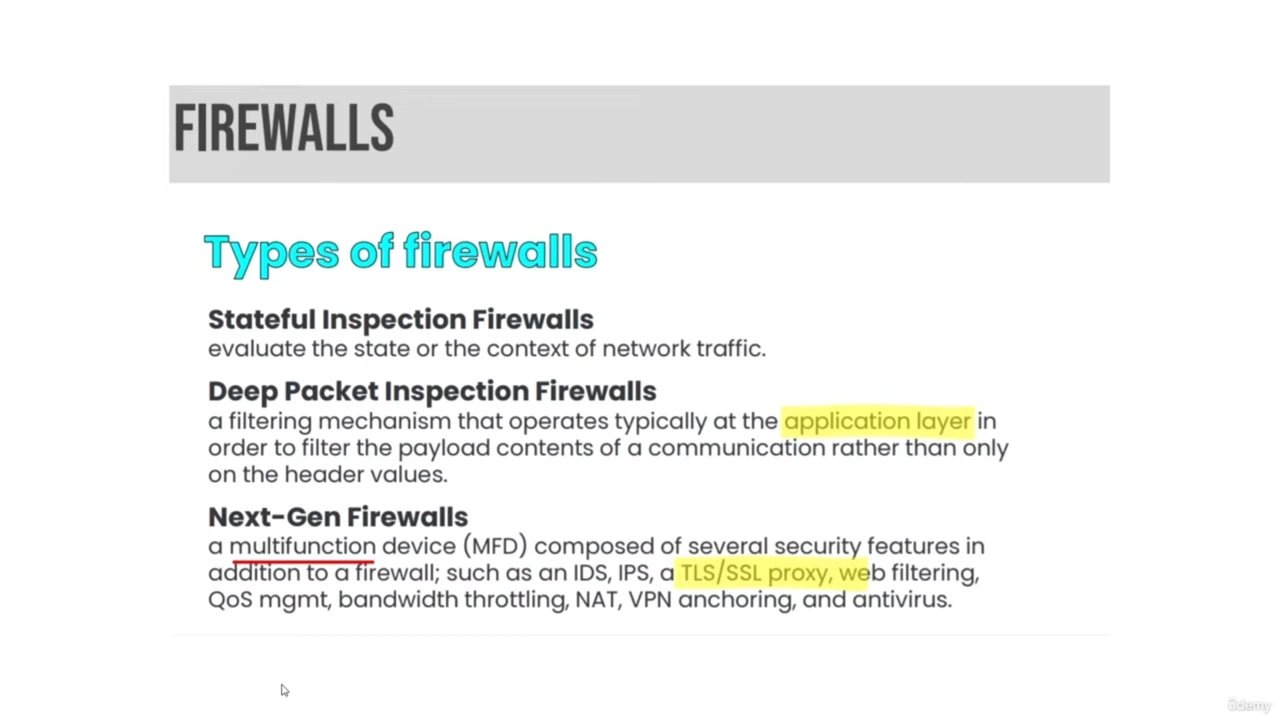 FIREWALLS
Types of firewalls
Stateful Inspection Firewalls
evaluate the state or the context of network traffic.
Deep Packet Inspection Firewalls
a filtering mechanism that operates typically at the application layer in
order to filter the payload contents of a communication rather than only
on the header values.
Next-Gen Firewalls
a multifunction device (MFD) composed of several security features in
addition to a firewall; such as an IDS, IPS, a TLS/SSL proxy, web filtering,
QoS mgmt, bandwidth throttling, NAT, VPN anchoring, and antivirus.
ûdemy